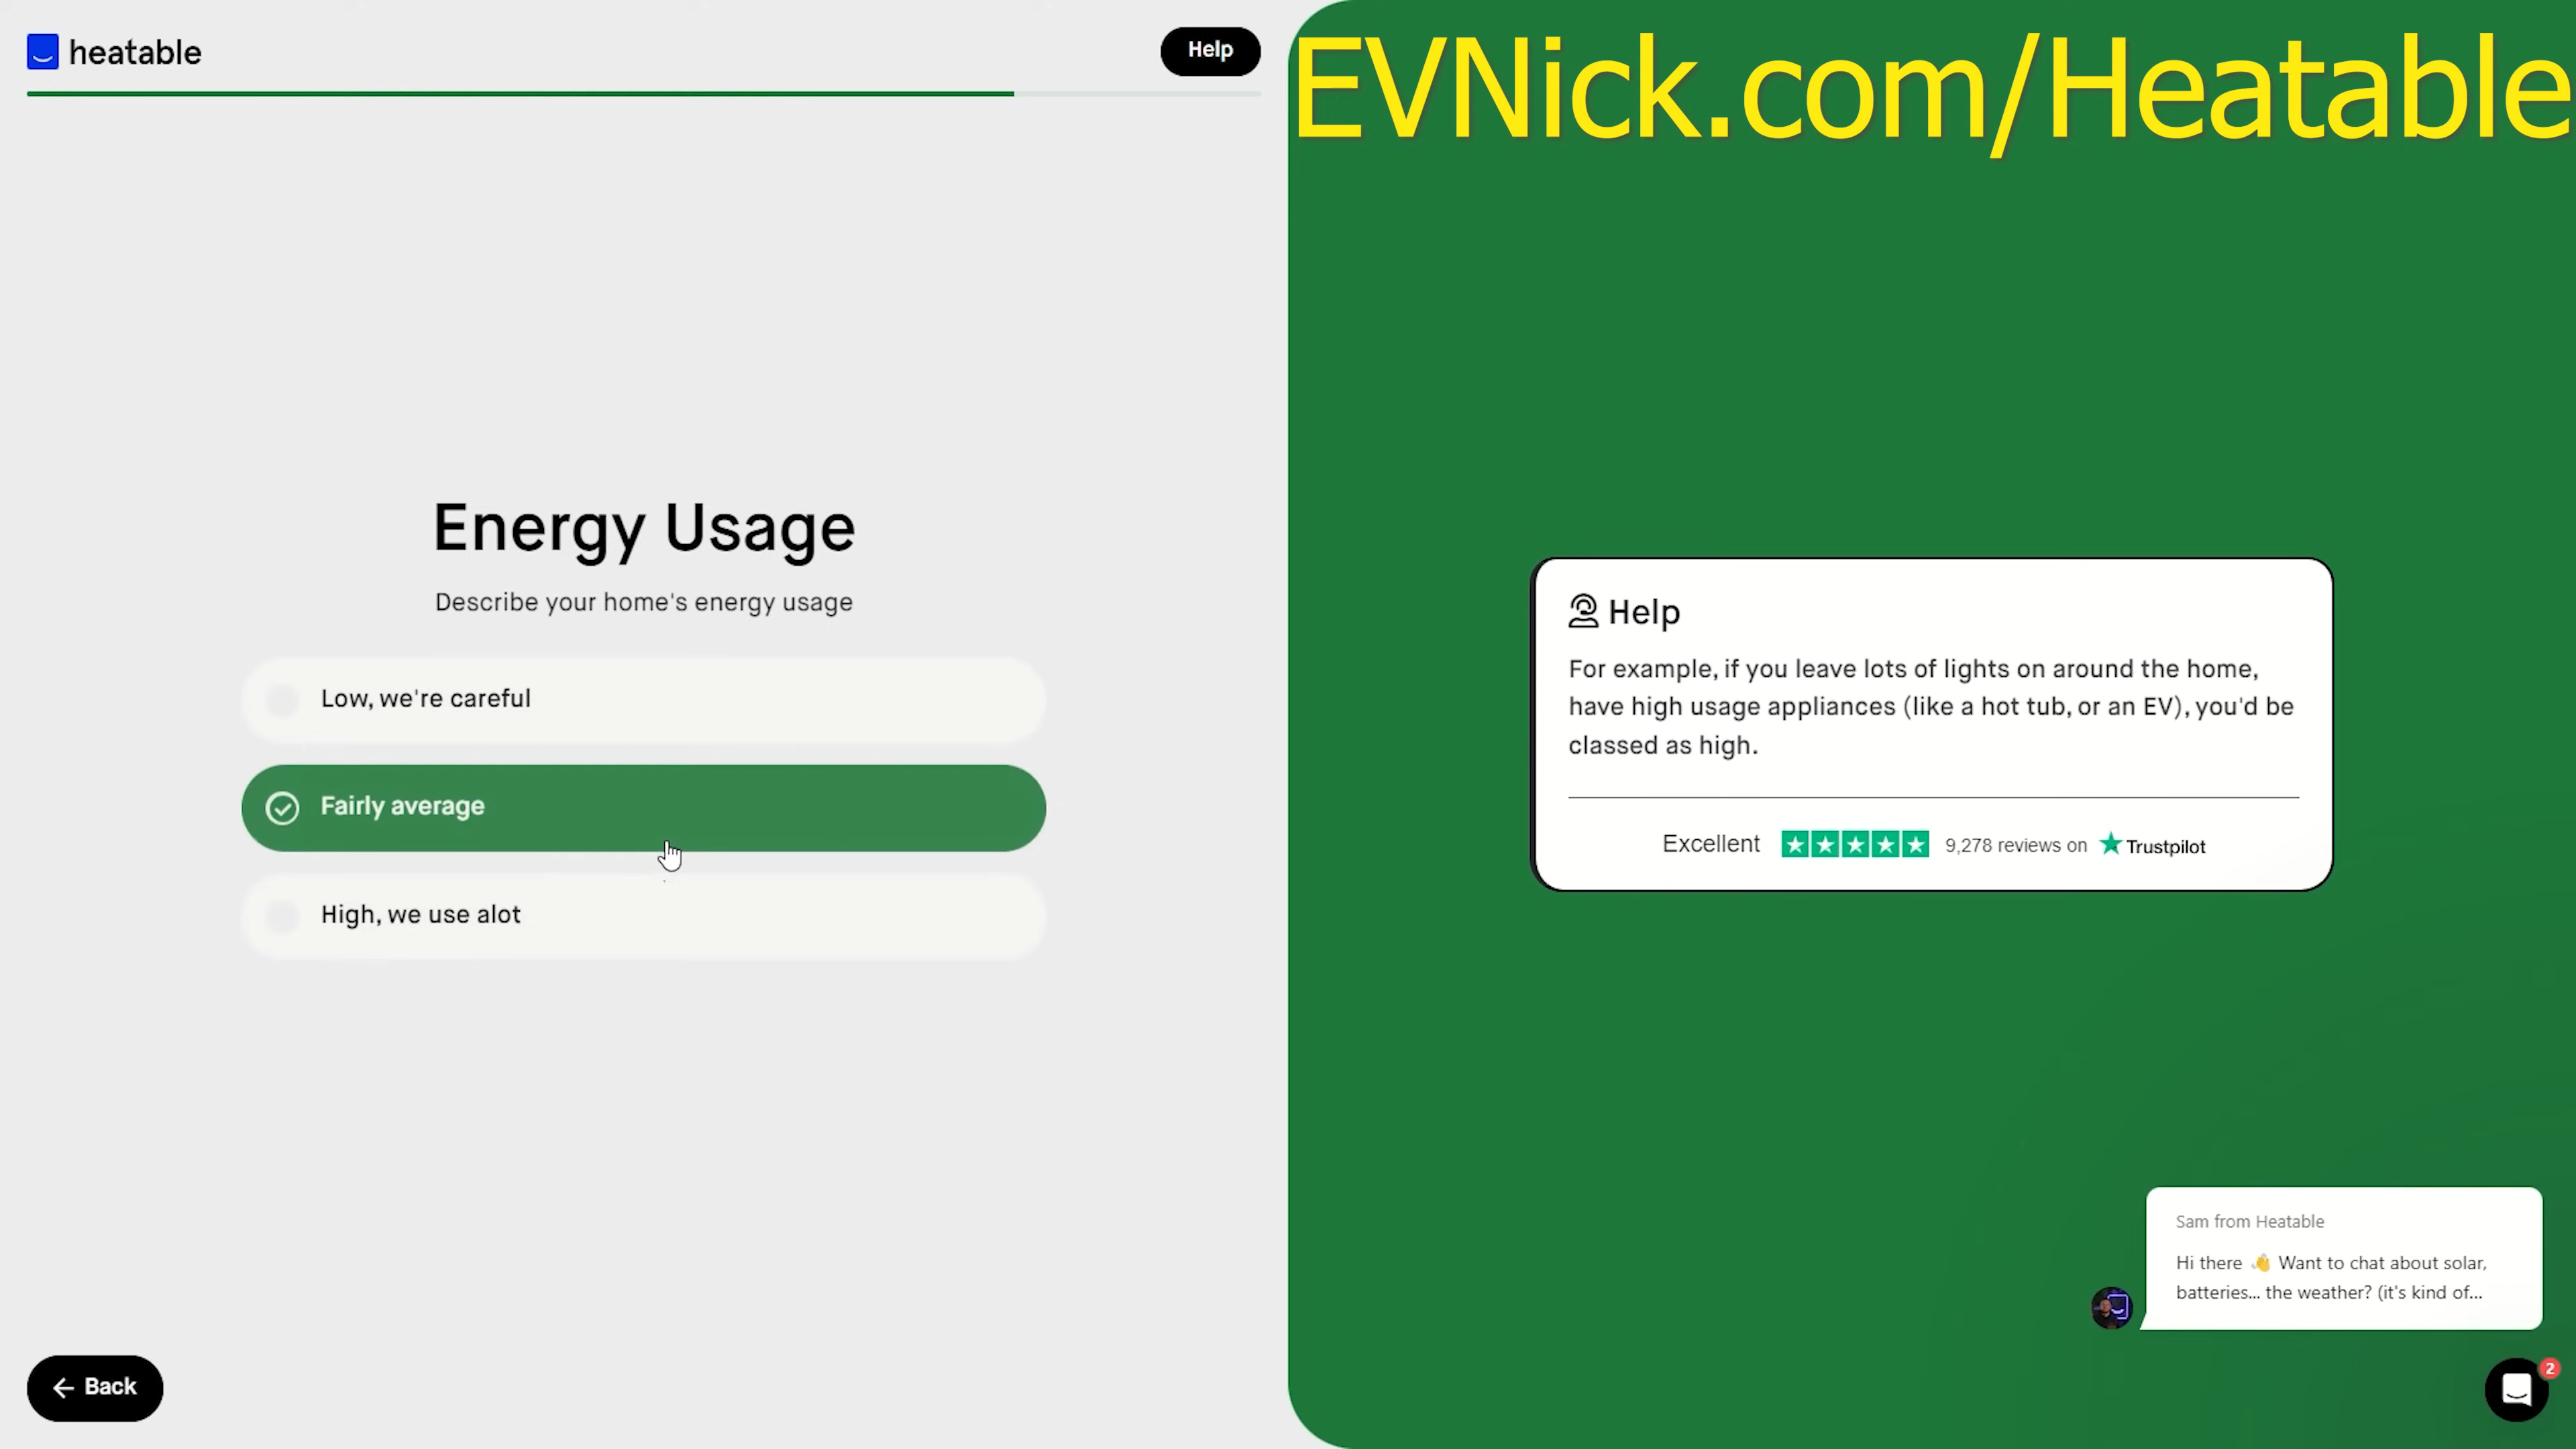 heatable
Help
EVNick.com/Heatable
Energy Usage
Describe your home's energy usage
Low, we're careful
Fairly average
High, we use alot
Help
For example, if you leave lots of lights on around the home,
have high usage appliances (like a hot tub, or an EV), you'd be
classed as high.
Excellent 9,278 reviews on Trustpilot
Sam from Heatable
Hi there 👋 Want to chat about solar,
batteries... the weather? (it's kind of...
Back
2